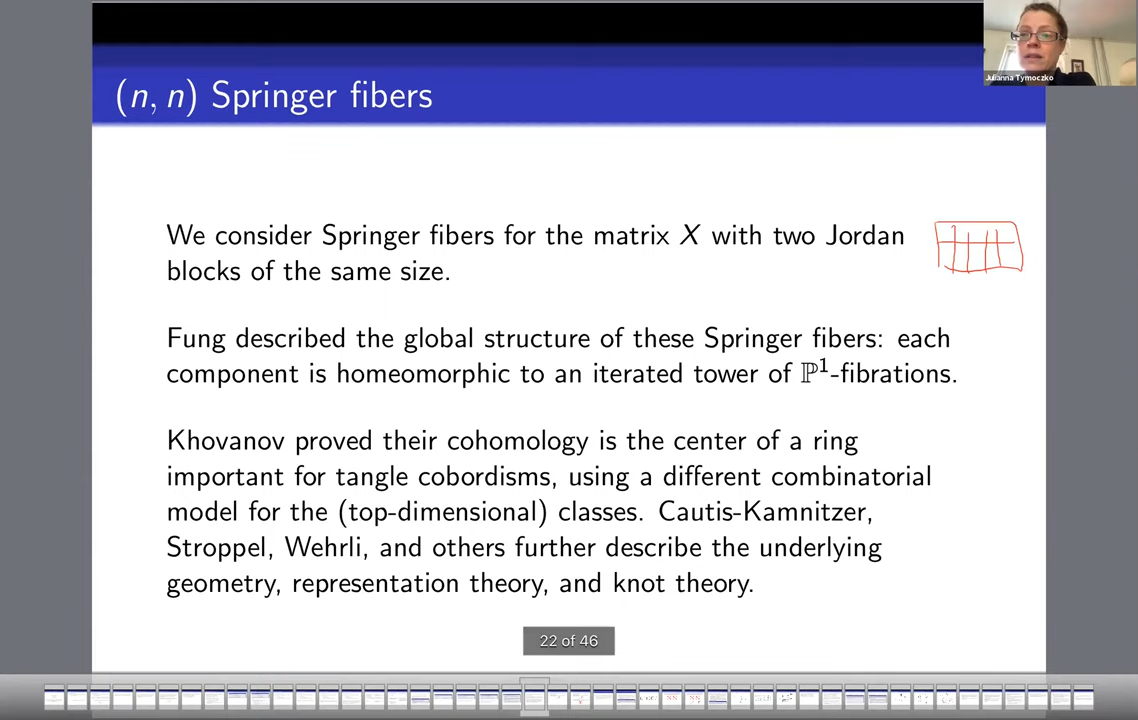 (n, n) Springer fibers
Julianna Tymoczko
We consider Springer fibers for the matrix X with two Jordan
blocks of the same size.
Fung described the global structure of these Springer fibers: each
component is homeomorphic to an iterated tower of ℙ¹-fibrations.
Khovanov proved their cohomology is the center of a ring
important for tangle cobordisms, using a different combinatorial
model for the (top-dimensional) classes. Cautis-Kamnitzer,
Stroppel, Wehrli, and others further describe the underlying
geometry, representation theory, and knot theory.
22 of 46